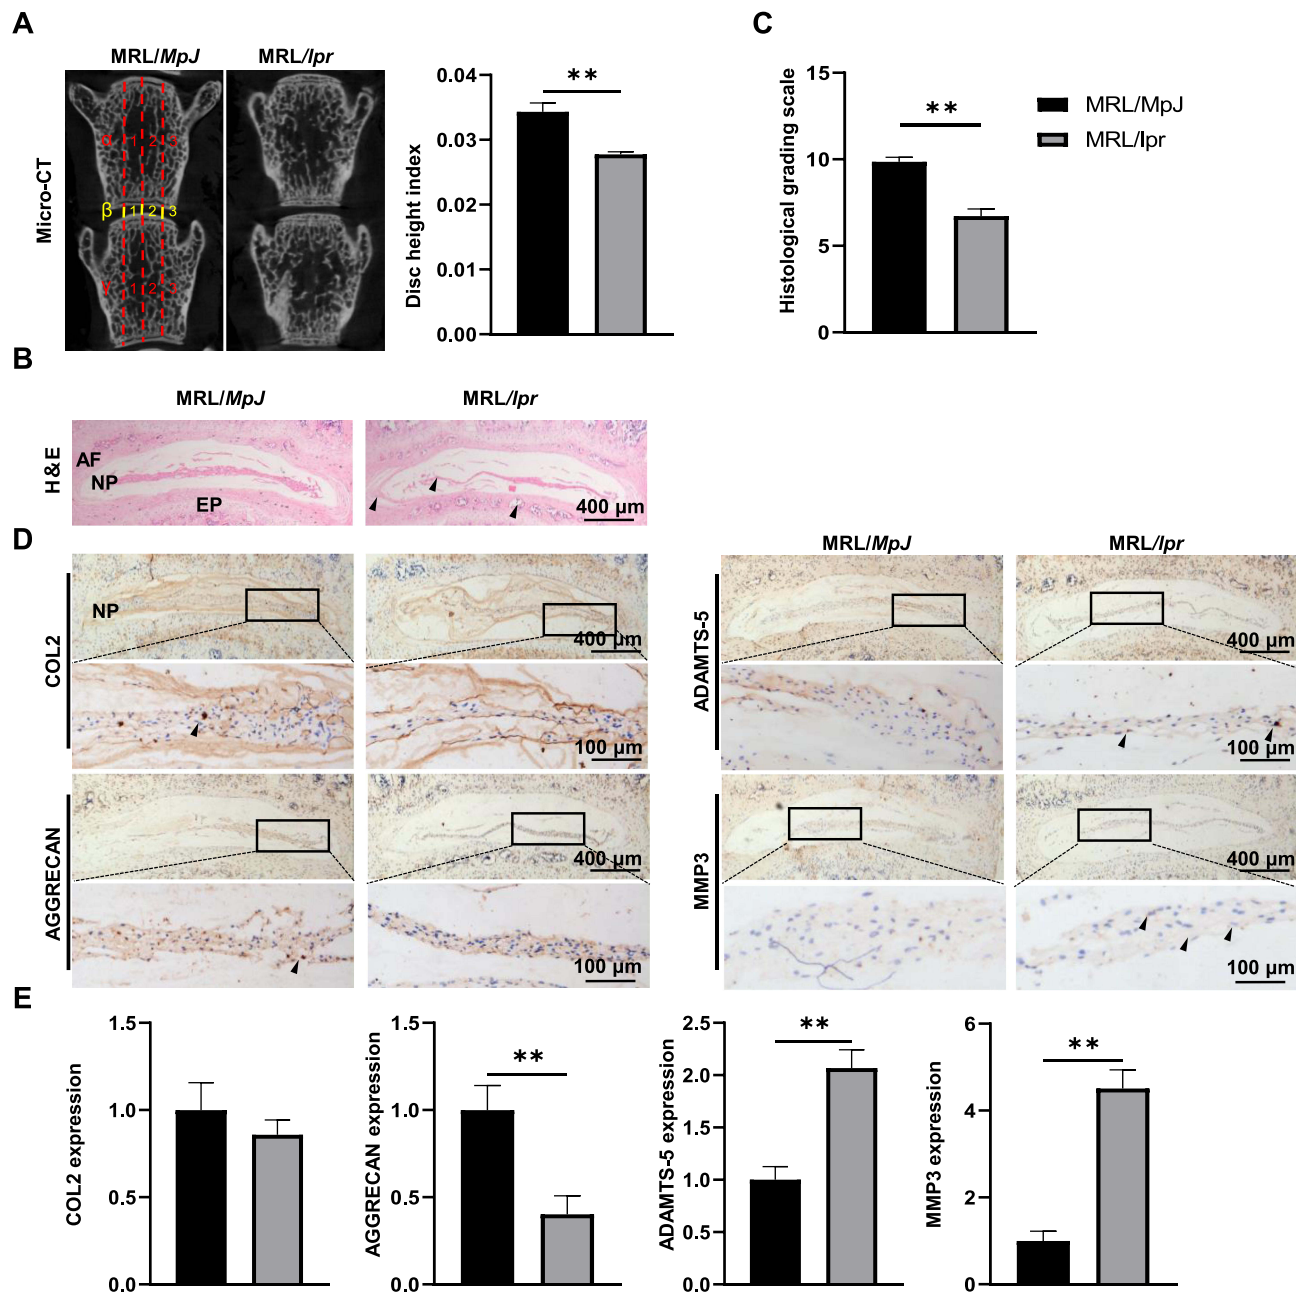 A
MRL/MpJ
MRL/lpr
Micro-CT
α 1 2 3
β 1 2 3
γ 1 2 3
Disc height index
0.04
0.03
0.02
0.01
0.00
**
C
Histological grading scale
15
10
5
0
**
MRL/MpJ
MRL/lpr
B
MRL/MpJ
MRL/lpr
H&E
AF
NP
EP
400 μm
D
MRL/MpJ
MRL/lpr
COL2
NP
400 μm
100 μm
ADAMTS-5
400 μm
100 μm
AGGRECAN
400 μm
100 μm
MMP3
400 μm
100 μm
E
COL2 expression
1.5
1.0
0.5
0.0
AGGRECAN expression
1.5
1.0
0.5
0.0
**
ADAMTS-5 expression
2.5
2.0
1.5
1.0
0.5
0.0
**
MMP3 expression
6
4
2
0
**